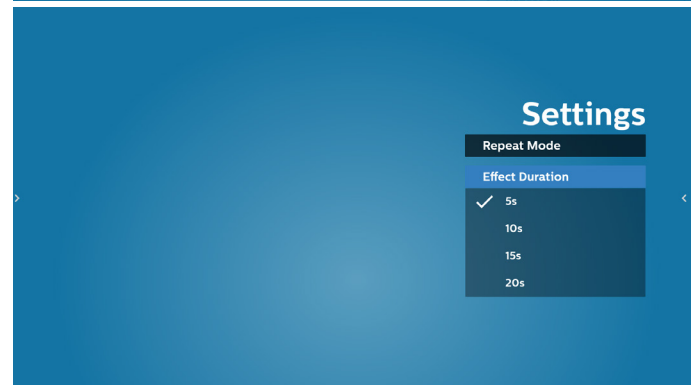 Settings
Repeat Mode
Effect Duration
5s
10s
15s
20s